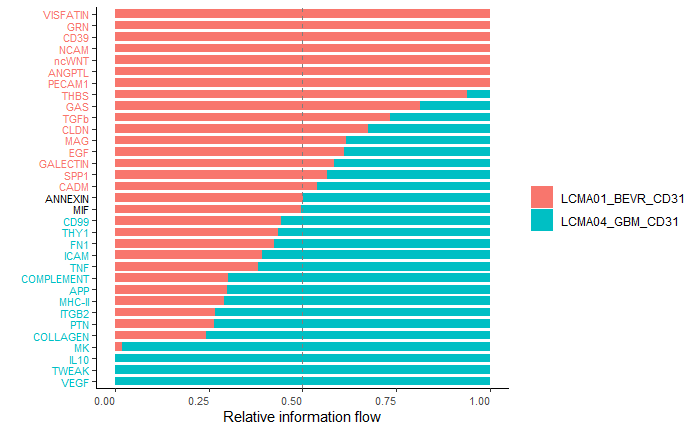 VISFATIN
GRN
CD39
NCAM
ncWNT
ANGPTL
PECAM1
THBS
GAS
TGFb
CLDN
MAG
EGF
GALECTIN
SPP1
CADM
ANNEXIN
MIF
CD99
THY1
FN1
ICAM
TNF
COMPLEMENT
APP
MHC-II
ITGB2
PTN
COLLAGEN
MK
IL10
TWEAK
VEGF
0.00 0.25 0.50 0.75 1.00
Relative information flow
LCMA01_BEVR_CD31
LCMA04_GBM_CD31